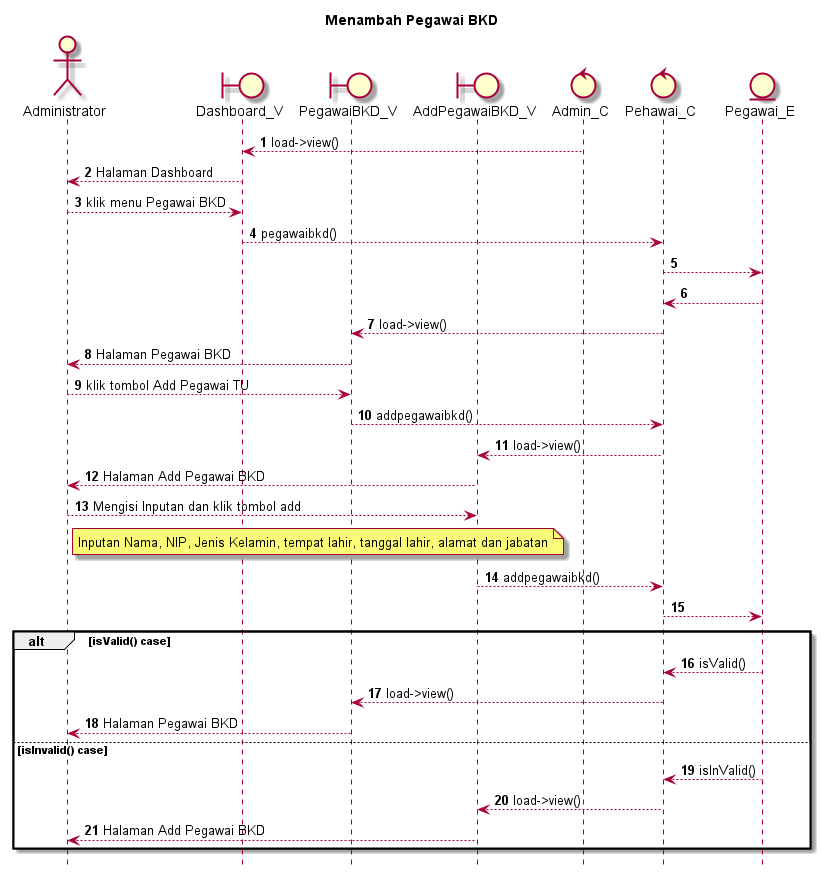 Menambah Pegawai BKD
Administrator
Dashboard_V
PegawaiBKD_V
AddPegawaiBKD_V
Admin_C
Pehawai_C
Pegawai_E
1 load->view()
2 Halaman Dashboard
3 klik menu Pegawai BKD
4 pegawaibkd()
5
6
7 load->view()
8 Halaman Pegawai BKD
9 klik tombol Add Pegawai TU
10 addpegawaibkd()
11 load->view()
12 Halaman Add Pegawai BKD
13 Mengisi Inputan dan klik tombol add
Inputan Nama, NIP, Jenis Kelamin, tempat lahir, tanggal lahir, alamat dan jabatan
14 addpegawaibkd()
15
alt [isValid() case]
16 isValid()
17 load->view()
18 Halaman Pegawai BKD
[isInvalid() case]
19 isInValid()
20 load->view()
21 Halaman Add Pegawai BKD